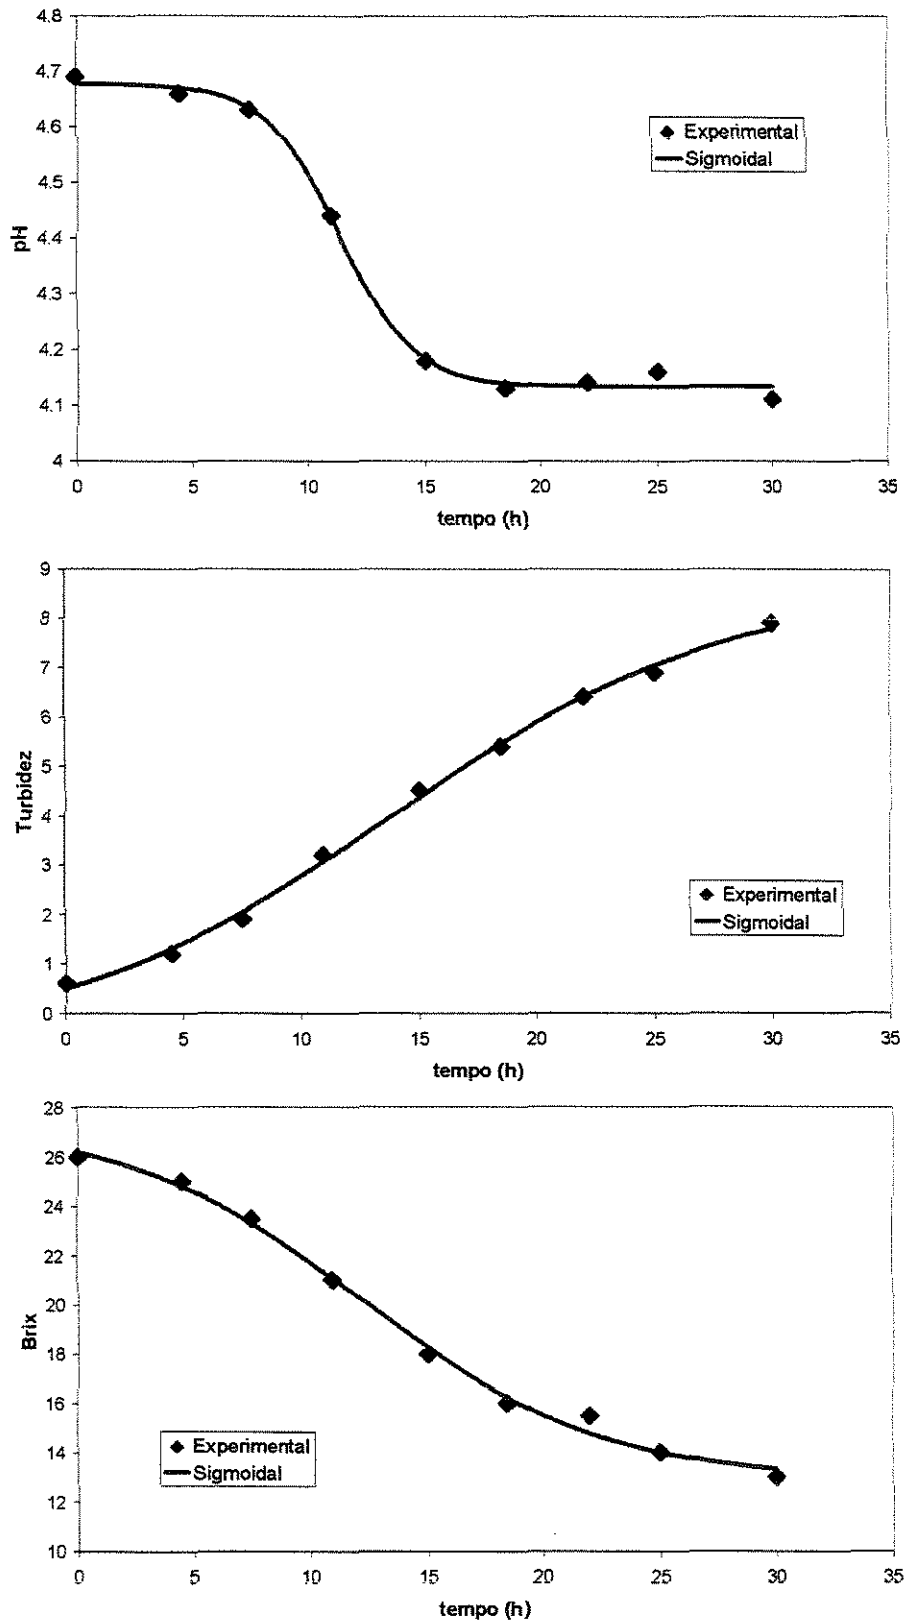 4.8
4.7
4.6
4.5
4.4
4.3
4.2
4.1
4
pH
Experimental
Sigmoidal
0 5 10 15 20 25 30 35
tempo (h)
9
8
7
6
5
4
3
2
1
0
Turbidez
Experimental
Sigmoidal
0 5 10 15 20 25 30 35
tempo (h)
28
26
24
22
20
18
16
14
12
10
Brix
Experimental
Sigmoidal
0 5 10 15 20 25 30 35
tempo (h)